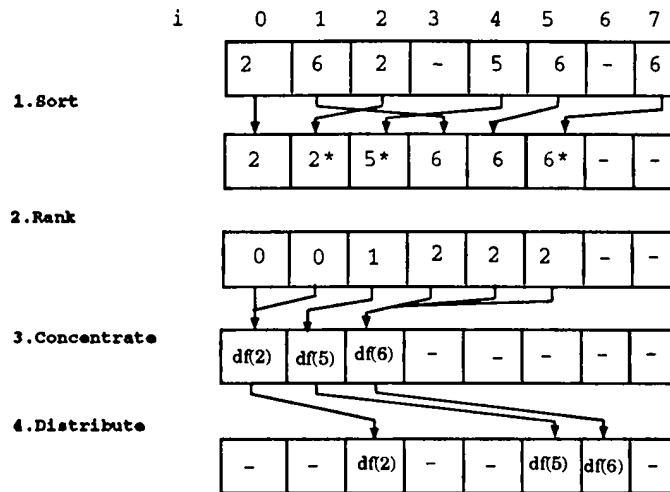 i 0 1 2 3 4 5 6 7
2 6 2 - 5 6 - 6
1.Sort
2 2* 5* 6 6 6* - -
2.Rank
0 0 1 2 2 2 - -
3.Concentrate
df(2) df(5) df(6) - - - - -
4.Distribute
- - df(2) - - df(5) df(6) -